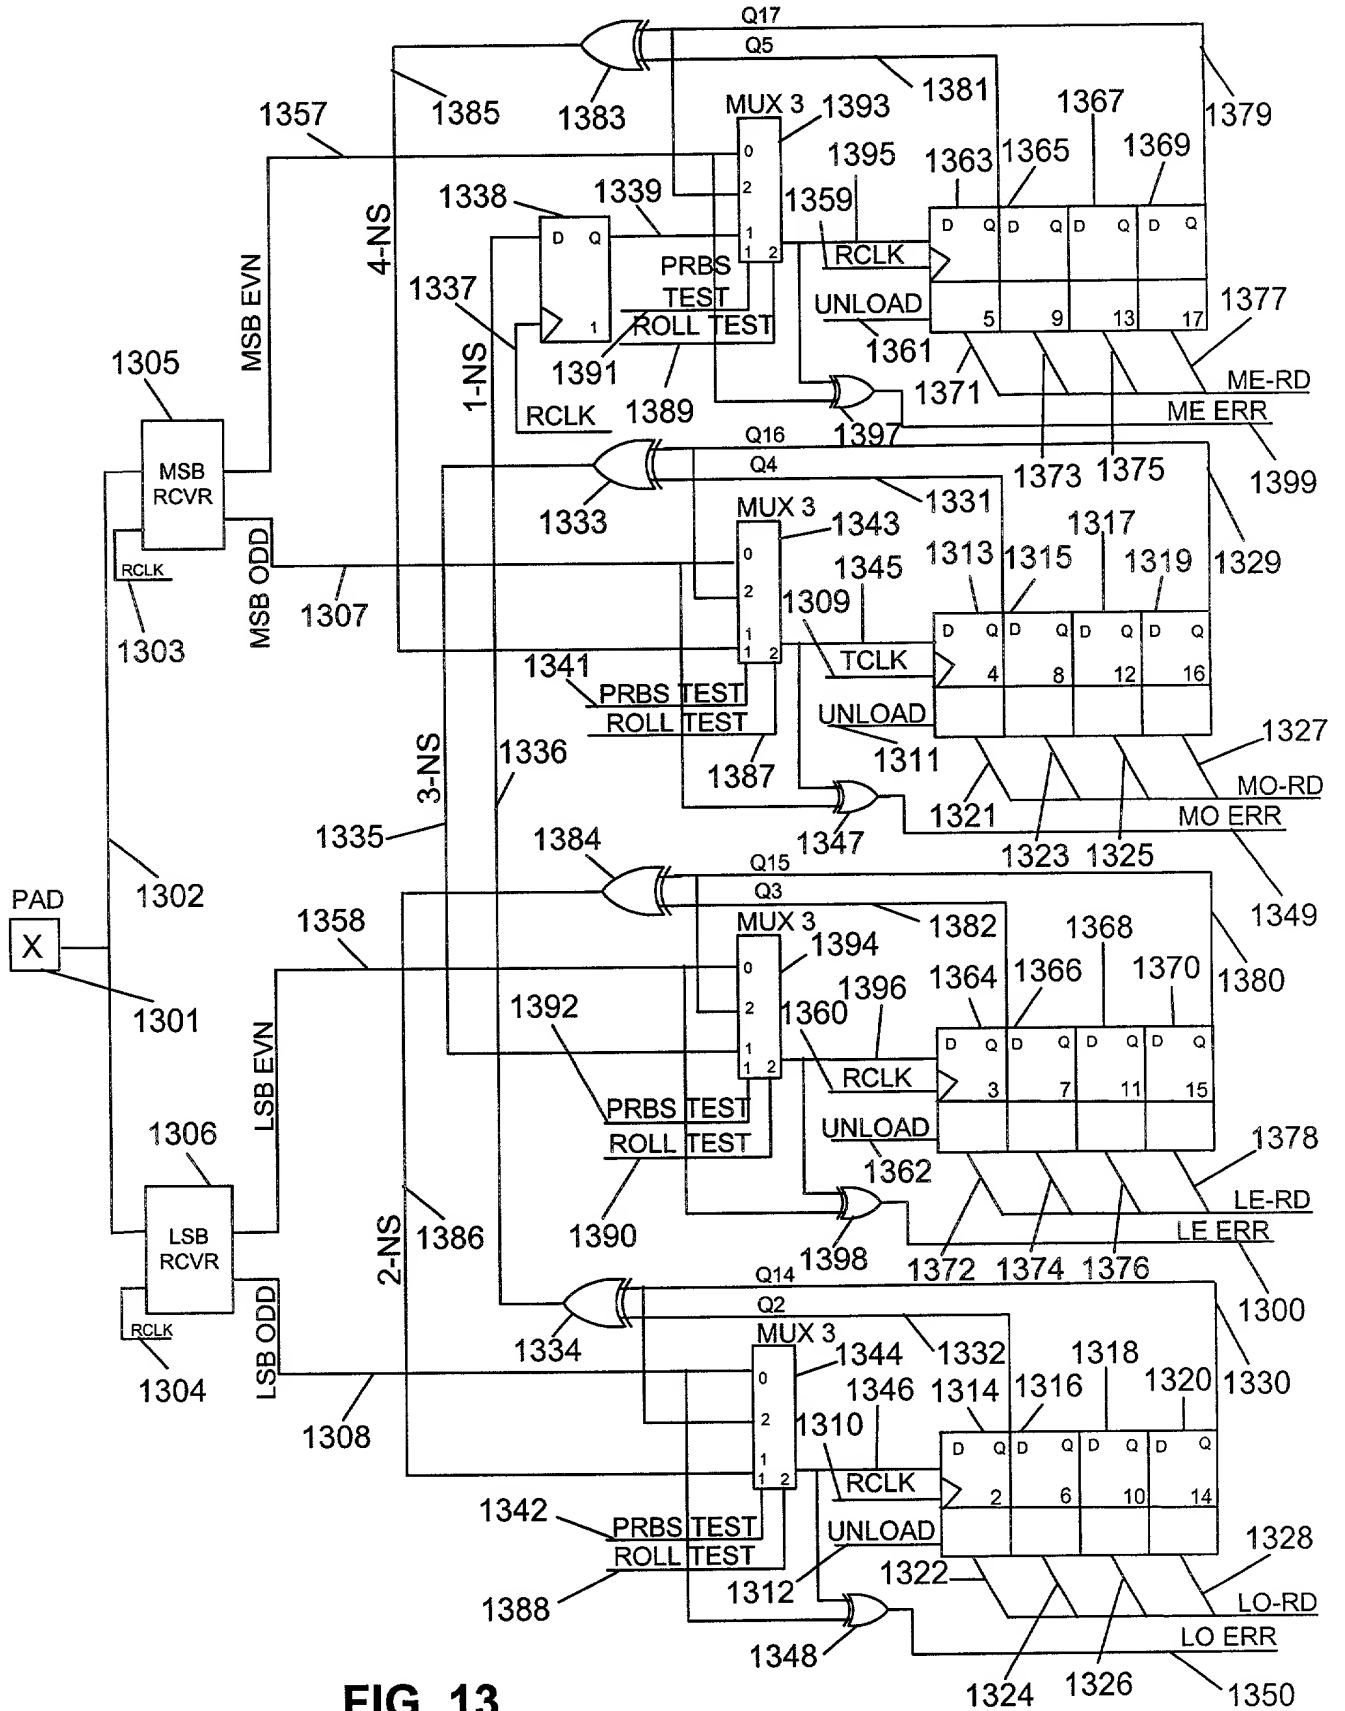 Q17
Q5
1385
1383
1381
1379
MUX 3
1393
1367
1357
1395
1363
1365
1369
0
2
1
1 2
1338
1339
1359
4-NS
D Q
1
D Q D Q D Q D Q
RCLK
PRBS
TEST
ROLL TEST
UNLOAD
5 9 13 17
1377
MSB EVN
1337
1391
1361
1371
1-NS
1389
RCLK
1397
ME-RD
ME ERR
1305
1373
1375
1399
MSB
RCVR
RCLK
1303
MSB ODD
1307
Q16
Q4
1333
1331
MUX 3
1343
1317
1329
1345
1313
1315
1319
0
2
1
1 2
1309
D Q D Q D Q D Q
TCLK
4 8 12 16
1341
PRBS TEST
ROLL TEST
UNLOAD
1311
1327
3-NS
1336
1387
1321
MO-RD
MO ERR
1335
1347
1323
1325
1349
1384
Q15
Q3
1302
PAD
X
1301
1358
1382
MUX 3
1394
1368
1380
1364
1366
1370
0
2
1
1 2
1392
1360
1396
D Q D Q D Q D Q
RCLK
3 7 11 15
LSB EVN
PRBS TEST
ROLL TEST
UNLOAD
1362
1378
1306
LSB
RCVR
RCLK
1304
LSB ODD
1308
2-NS
1386
1390
1398
1372
1374
1376
LE-RD
LE ERR
1300
Q14
Q2
1334
1332
MUX 3
1344
1318
1330
1346
1314
1316
1320
0
2
1
1 2
1310
D Q D Q D Q D Q
RCLK
2 6 10 14
1342
PRBS TEST
ROLL TEST
UNLOAD
1312
1322
1328
1388
1348
1324
1326
LO-RD
LO ERR
1350
FIG. 13